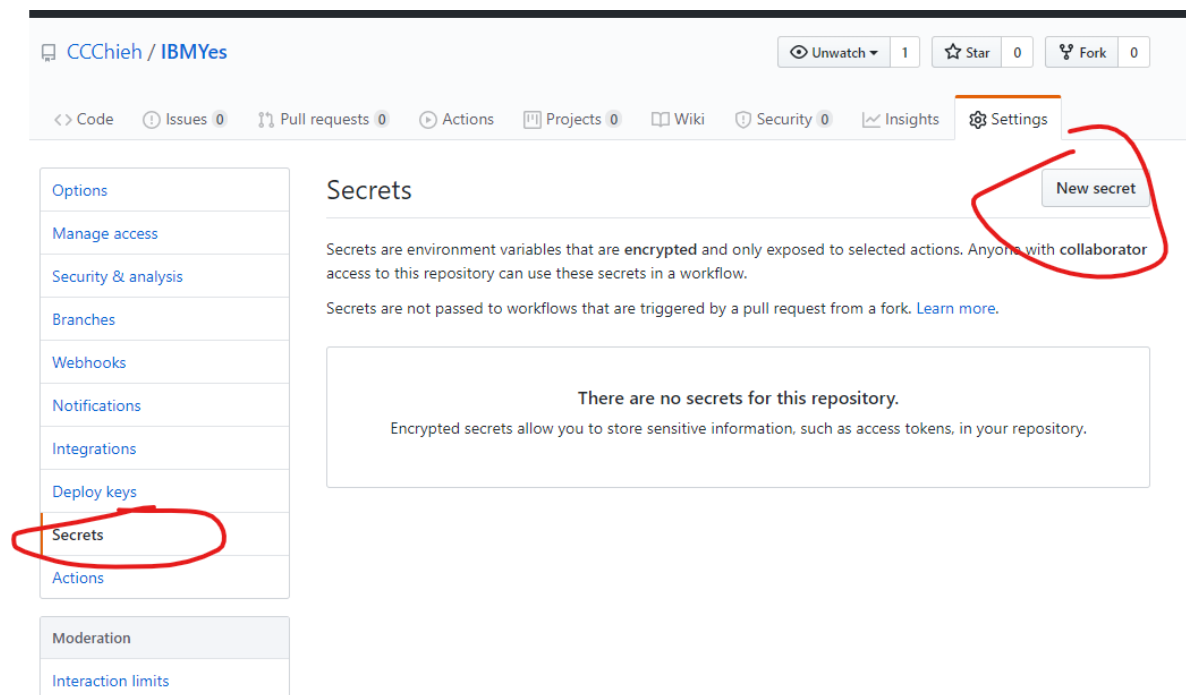 CCChieh / IBMYes
Unwatch 1 Star 0 Fork 0
Code Issues 0 Pull requests 0 Actions Projects 0 Wiki Security 0 Insights Settings
Options
Manage access
Security & analysis
Branches
Webhooks
Notifications
Integrations
Deploy keys
Secrets
Actions
Moderation
Interaction limits
Secrets
New secret
Secrets are environment variables that are encrypted and only exposed to selected actions. Anyone with collaborator
access to this repository can use these secrets in a workflow.
Secrets are not passed to workflows that are triggered by a pull request from a fork. Learn more.
There are no secrets for this repository.
Encrypted secrets allow you to store sensitive information, such as access tokens, in your repository.